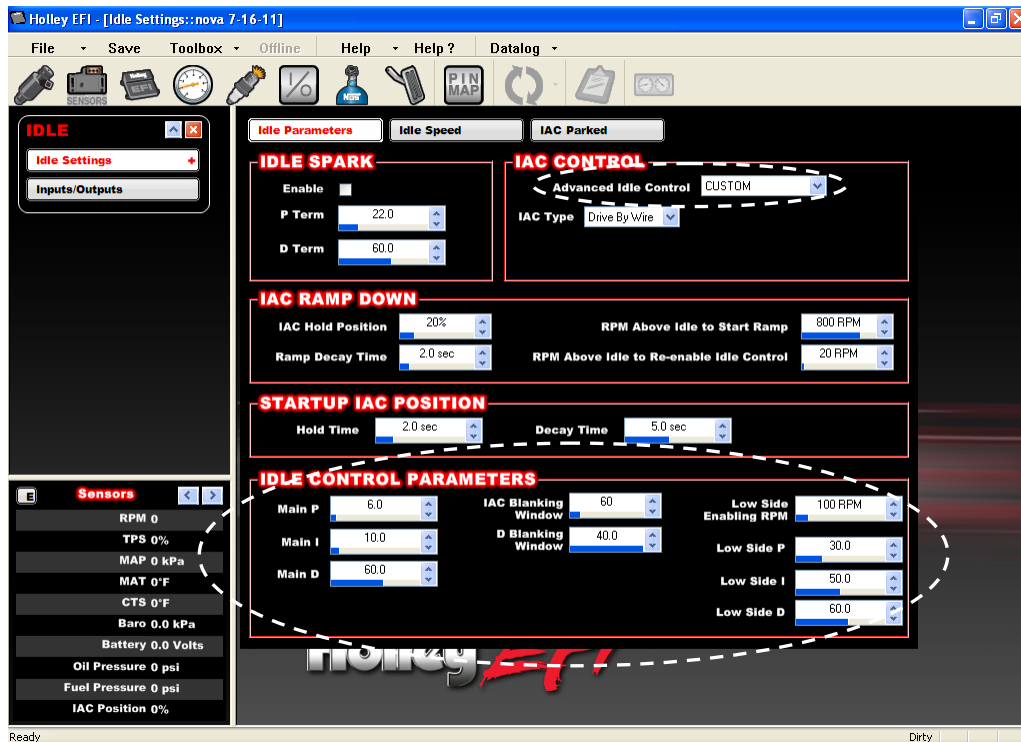 Holley EFI - [Idle Settings::nova 7-16-11]
File Save Toolbox Offline Help Help ? Datalog
SENSORS Holley EFI NOS I/O PIN MAP
IDLE
Idle Settings +
Inputs/Outputs
Idle Parameters Idle Speed IAC Parked
IDLE SPARK
Enable
P Term 22.0
D Term 60.0
IAC CONTROL
Advanced Idle Control CUSTOM
IAC Type Drive By Wire
IAC RAMP DOWN
IAC Hold Position 20% RPM Above Idle to Start Ramp 800 RPM
Ramp Decay Time 2.0 sec RPM Above Idle to Re-enable Idle Control 20 RPM
STARTUP IAC POSITION
Hold Time 2.0 sec Decay Time 5.0 sec
IDLE CONTROL PARAMETERS
Main P 6.0
Main I 10.0
Main D 60.0
IAC Blanking
Window 60
D Blanking
Window 40.0
Low Side
Enabling RPM 100 RPM
Low Side P 30.0
Low Side I 50.0
Low Side D 60.0
E Sensors < >
RPM 0
TPS 0%
MAP 0 kPa
MAT 0°F
CTS 0°F
Baro 0.0 kPa
Battery 0.0 Volts
Oil Pressure 0 psi
Fuel Pressure 0 psi
IAC Position 0%
Holley EFI
Ready Dirty